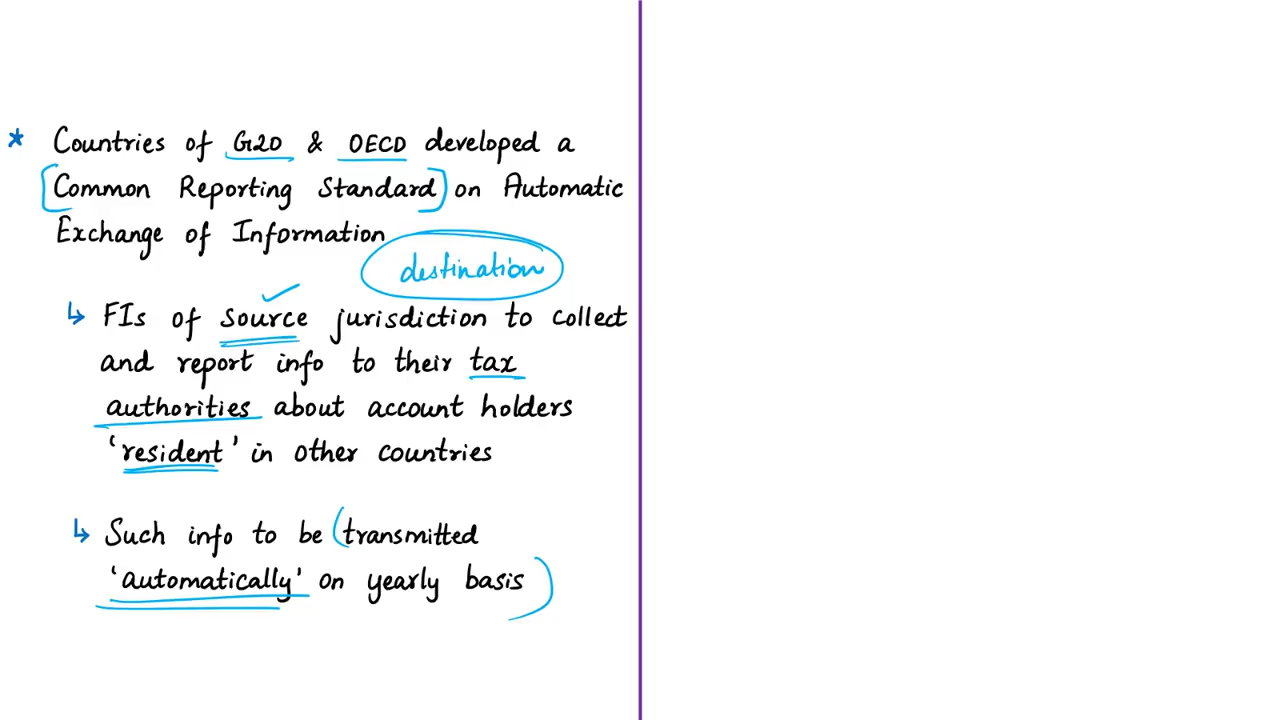 * Countries of G20 & OECD developed a
[Common Reporting Standard] on Automatic
Exchange of Information
destination
↳ FIs of source jurisdiction to collect
and report info to their tax
authorities about account holders
'resident' in other countries
↳ Such info to be (transmitted
'automatically' on yearly basis)